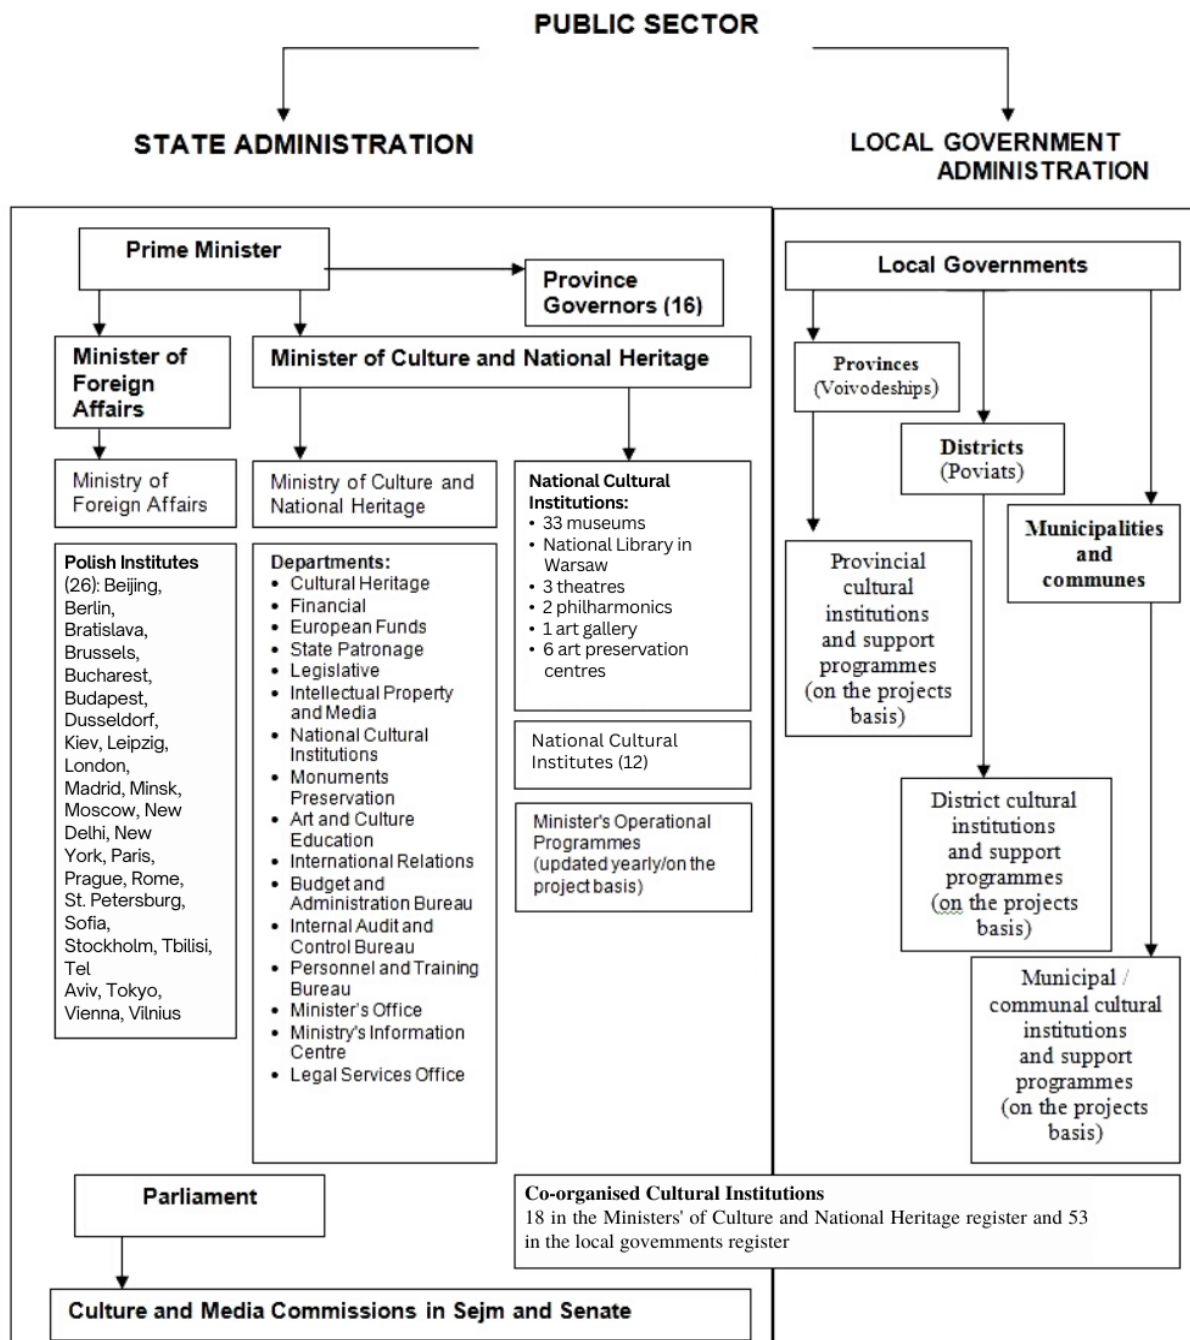 PUBLIC SECTOR
STATE ADMINISTRATION
LOCAL GOVERNMENT
ADMINISTRATION
Prime Minister
Province
Governors (16)
Minister of
Foreign
Affairs
Minister of Culture and National Heritage
Ministry of
Foreign Affairs
Ministry of Culture and
National Heritage
Polish Institutes
(26): Beijing,
Berlin,
Bratislava,
Brussels,
Bucharest,
Budapest,
Dusseldorf,
Kiev, Leipzig,
London,
Madrid, Minsk,
Moscow, New
Delhi, New
York, Paris,
Prague, Rome,
St. Petersburg,
Sofia,
Stockholm, Tbilisi,
Tel
Aviv, Tokyo,
Vienna, Vilnius
Departments:
• Cultural Heritage
• Financial
• European Funds
• State Patronage
• Legislative
• Intellectual Property
and Media
• National Cultural
Institutions
• Monuments
Preservation
• Art and Culture
Education
• International Relations
• Budget and
Administration Bureau
• Internal Audit and
Control Bureau
• Personnel and Training
Bureau
• Minister's Office
• Ministry's Information
Centre
• Legal Services Office
National Cultural
Institutions:
• 33 museums
• National Library in
Warsaw
• 3 theatres
• 2 philharmonics
• 1 art gallery
• 6 art preservation
centres
National Cultural
Institutes (12)
Minister's Operational
Programmes
(updated yearly/on the
project basis)
Parliament
Culture and Media Commissions in Sejm and Senate
Local Governments
Provinces
(Voivodeships)
Districts
(Poviats)
Municipalities
and
communes
Provincial
cultural
institutions
and support
programmes
(on the projects
basis)
District cultural
institutions
and support
programmes
(on the projects
basis)
Municipal /
communal cultural
institutions
and support
programmes
(on the projects
basis)
Co-organised Cultural Institutions
18 in the Ministers' of Culture and National Heritage register and 53
in the local govemments register